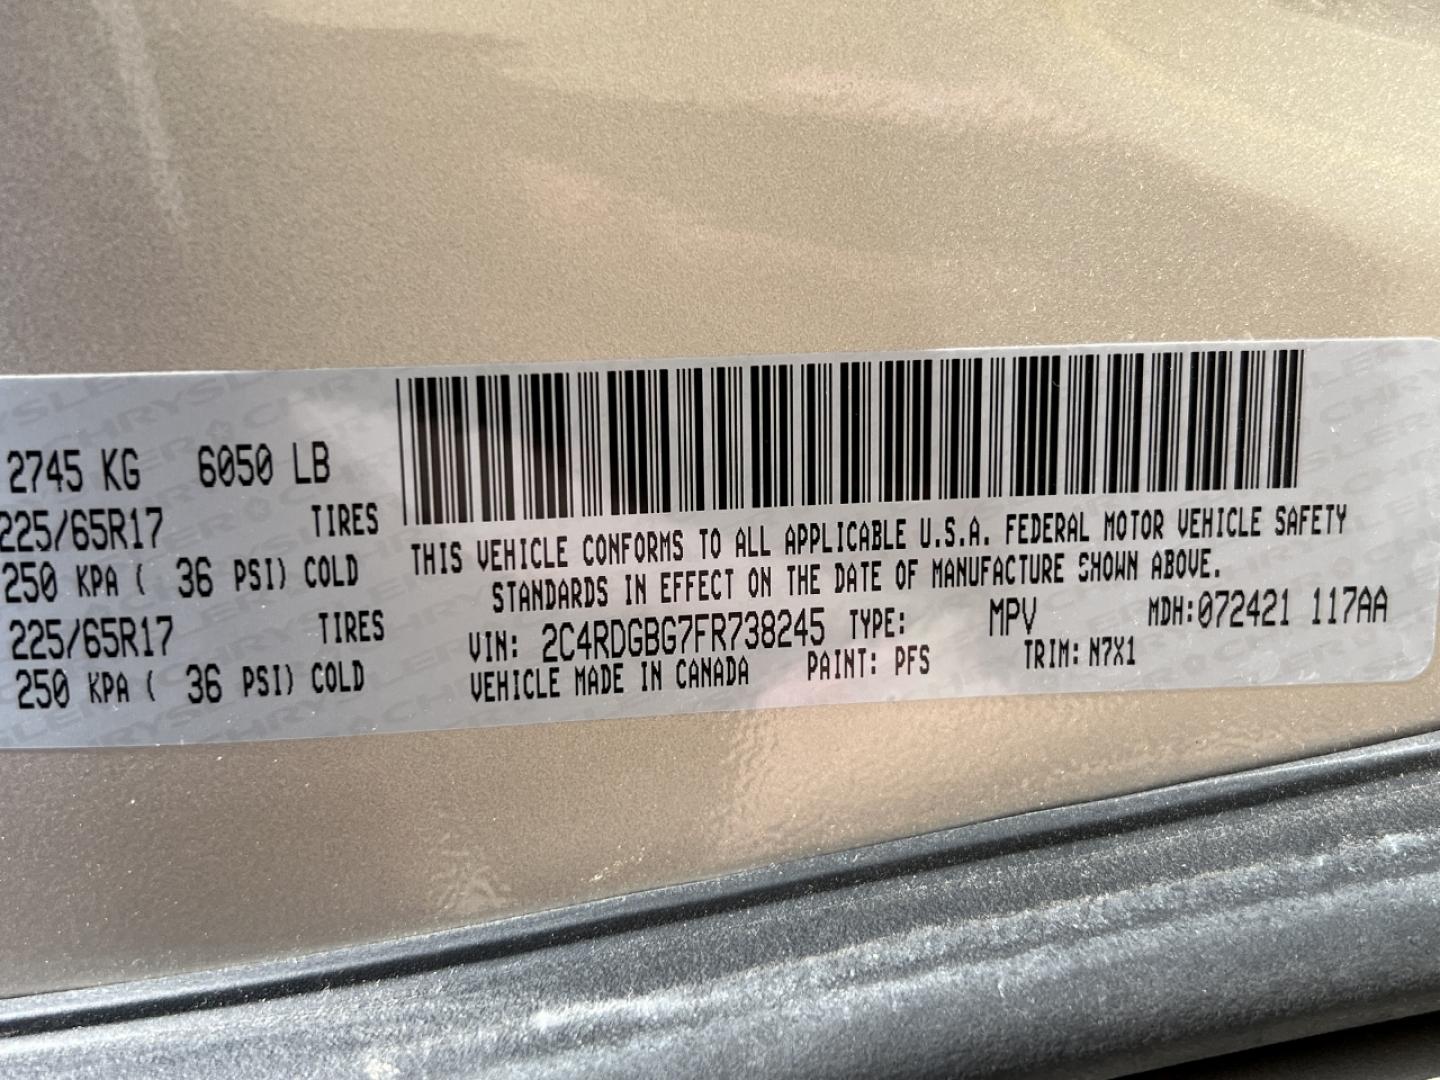 2745 KG 6050 LB
225/65R17 TIRES
250 KPA ( 36 PSI) COLD
225/65R17 TIRES
250 KPA ( 36 PSI) COLD
THIS VEHICLE CONFORMS TO ALL APPLICABLE U.S.A. FEDERAL MOTOR VEHICLE SAFETY
STANDARDS IN EFFECT ON THE DATE OF MANUFACTURE SHOWN ABOVE.
VIN: 2C4RDGBG7FR738245 TYPE: MPV MDH:072421 117AA
VEHICLE MADE IN CANADA PAINT: PFS TRIM: N7X1